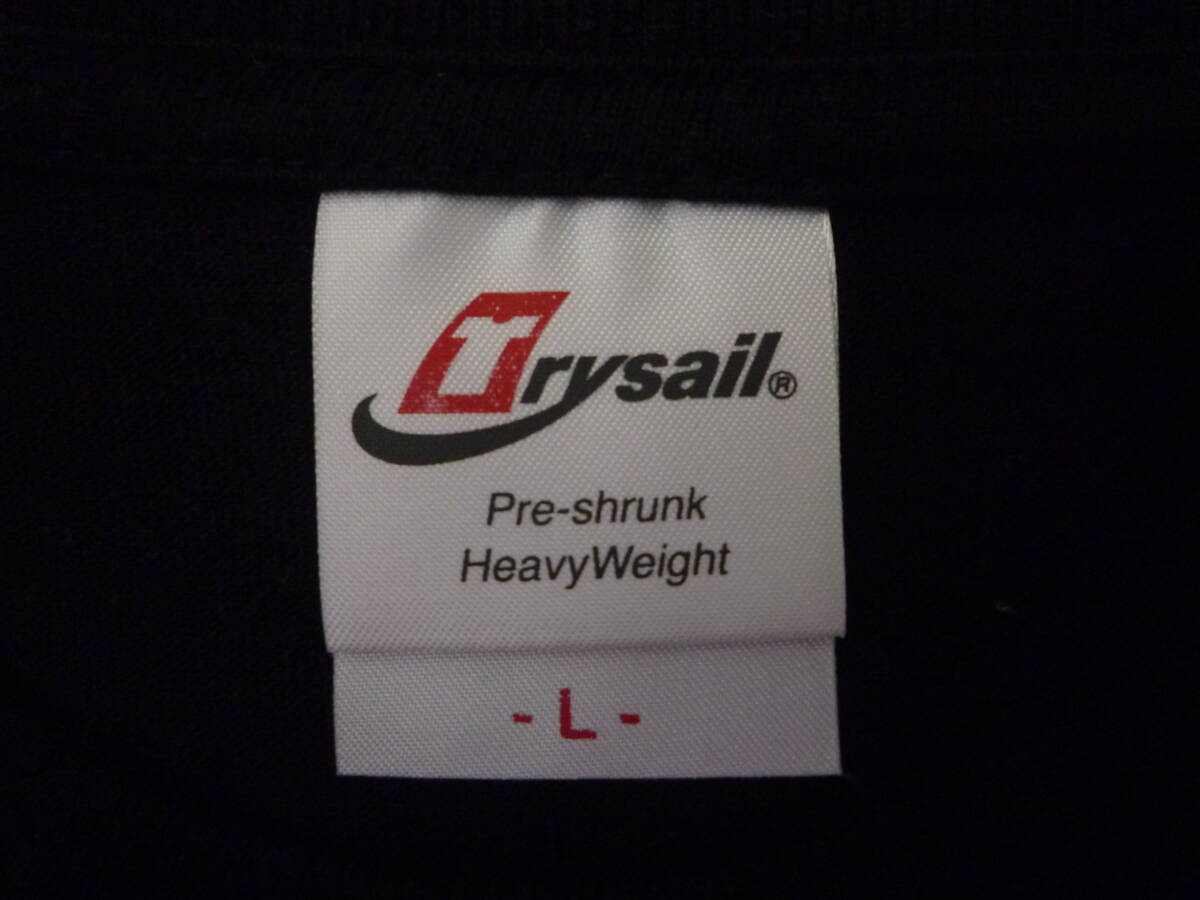 Trysail®
Pre-shrunk
HeavyWeight
- L -